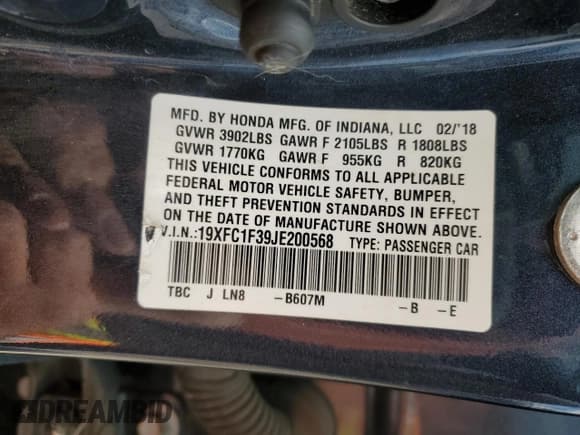 MFD. BY HONDA MFG. OF INDIANA, LLC 02/'18
GVWR 3902LBS GAWR F 2105LBS R 1808LBS
GVWR 1770KG GAWR F 955KG R 820KG
THIS VEHICLE CONFORMS TO ALL APPLICABLE
FEDERAL MOTOR VEHICLE SAFETY, BUMPER,
AND THEFT PREVENTION STANDARDS IN EFFECT
ON THE DATE OF MANUFACTURE SHOWN ABOVE.
V.I.N.:19XFC1F39JE200568 TYPE: PASSENGER CAR
TBC J LN8 -B607M -B -E
DREAMBID